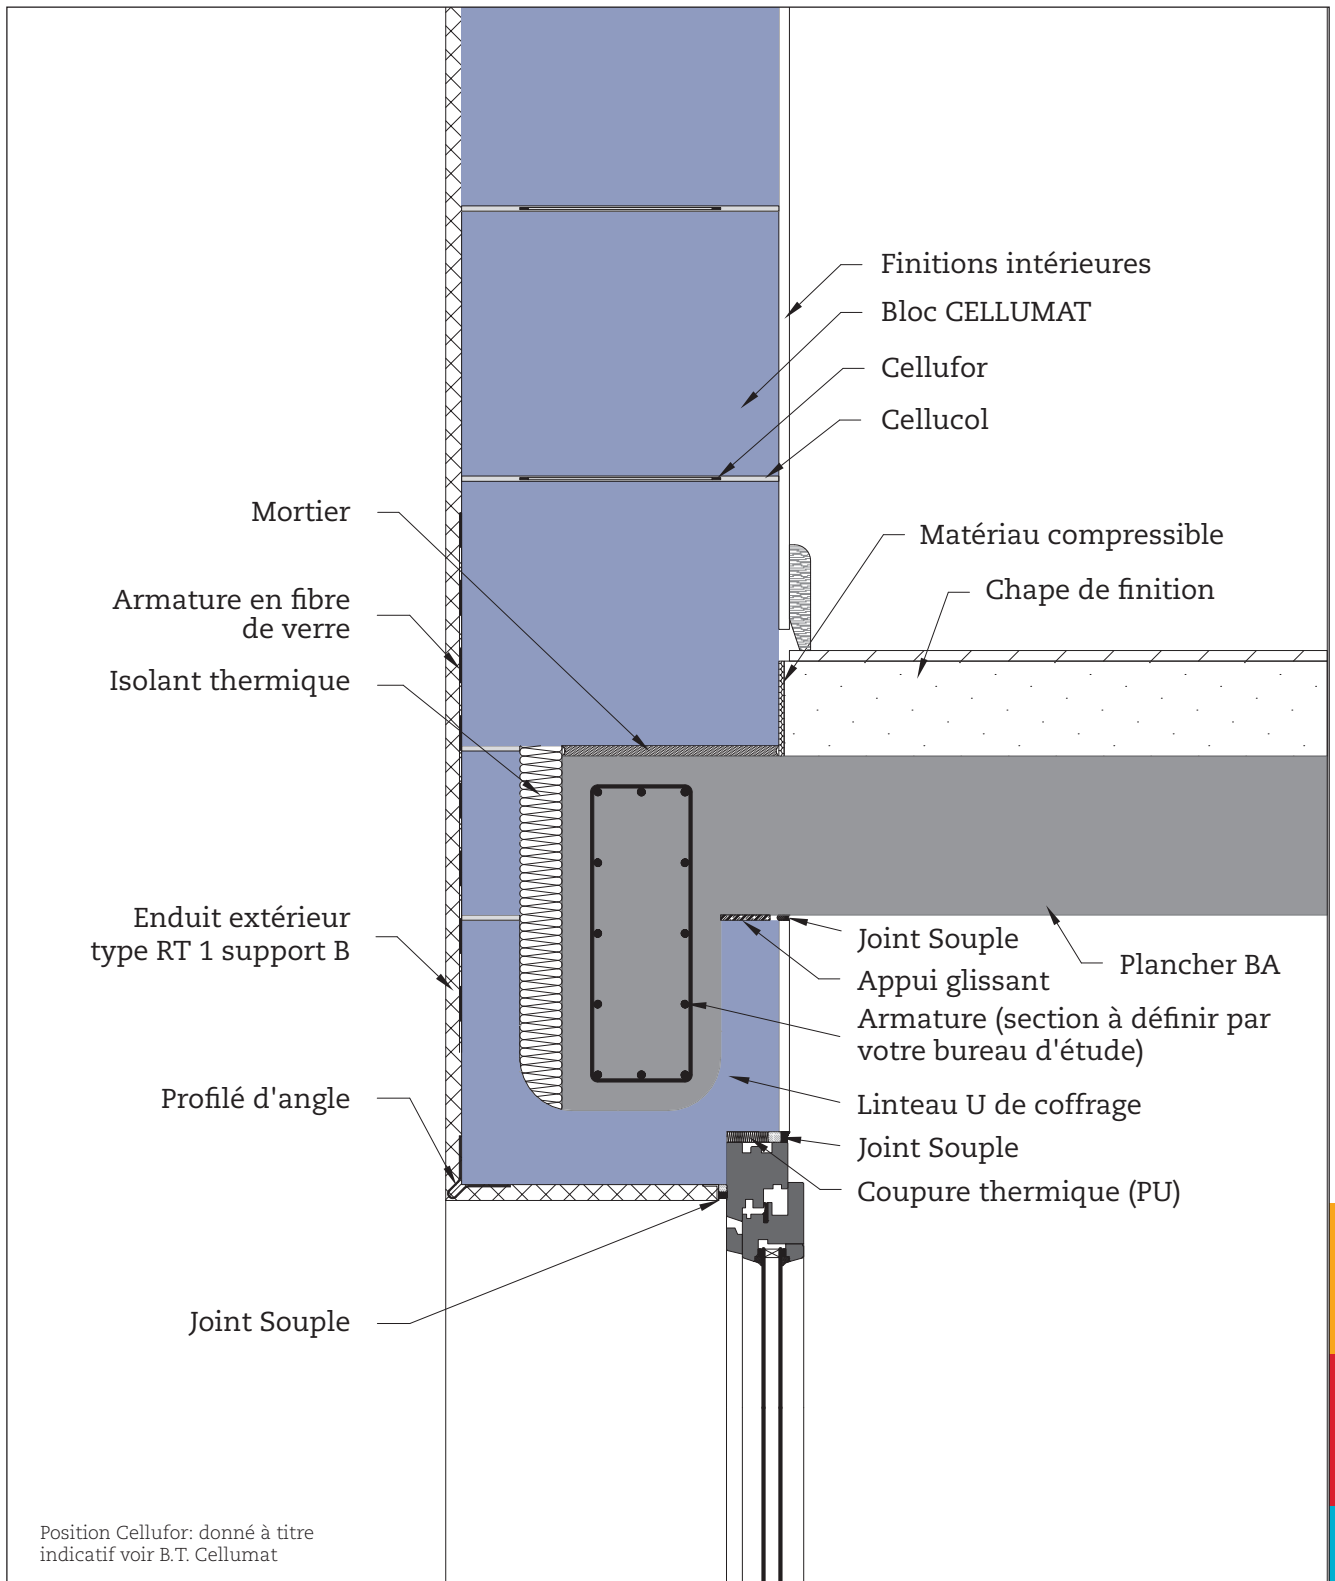 Finitions intérieures
Bloc CELLUMAT
Cellufor
Cellucol
Mortier
Matériau compressible
Chape de finition
Armature en fibre
de verre
Isolant thermique
Enduit extérieur
type RT 1 support B
Joint Souple
Plancher BA
Appui glissant
Armature (section à définir par
votre bureau d'étude)
Profilé d'angle
Linteau U de coffrage
Joint Souple
Coupure thermique (PU)
Joint Souple
Position Cellufor: donné à titre
indicatif voir B.T. Cellumat